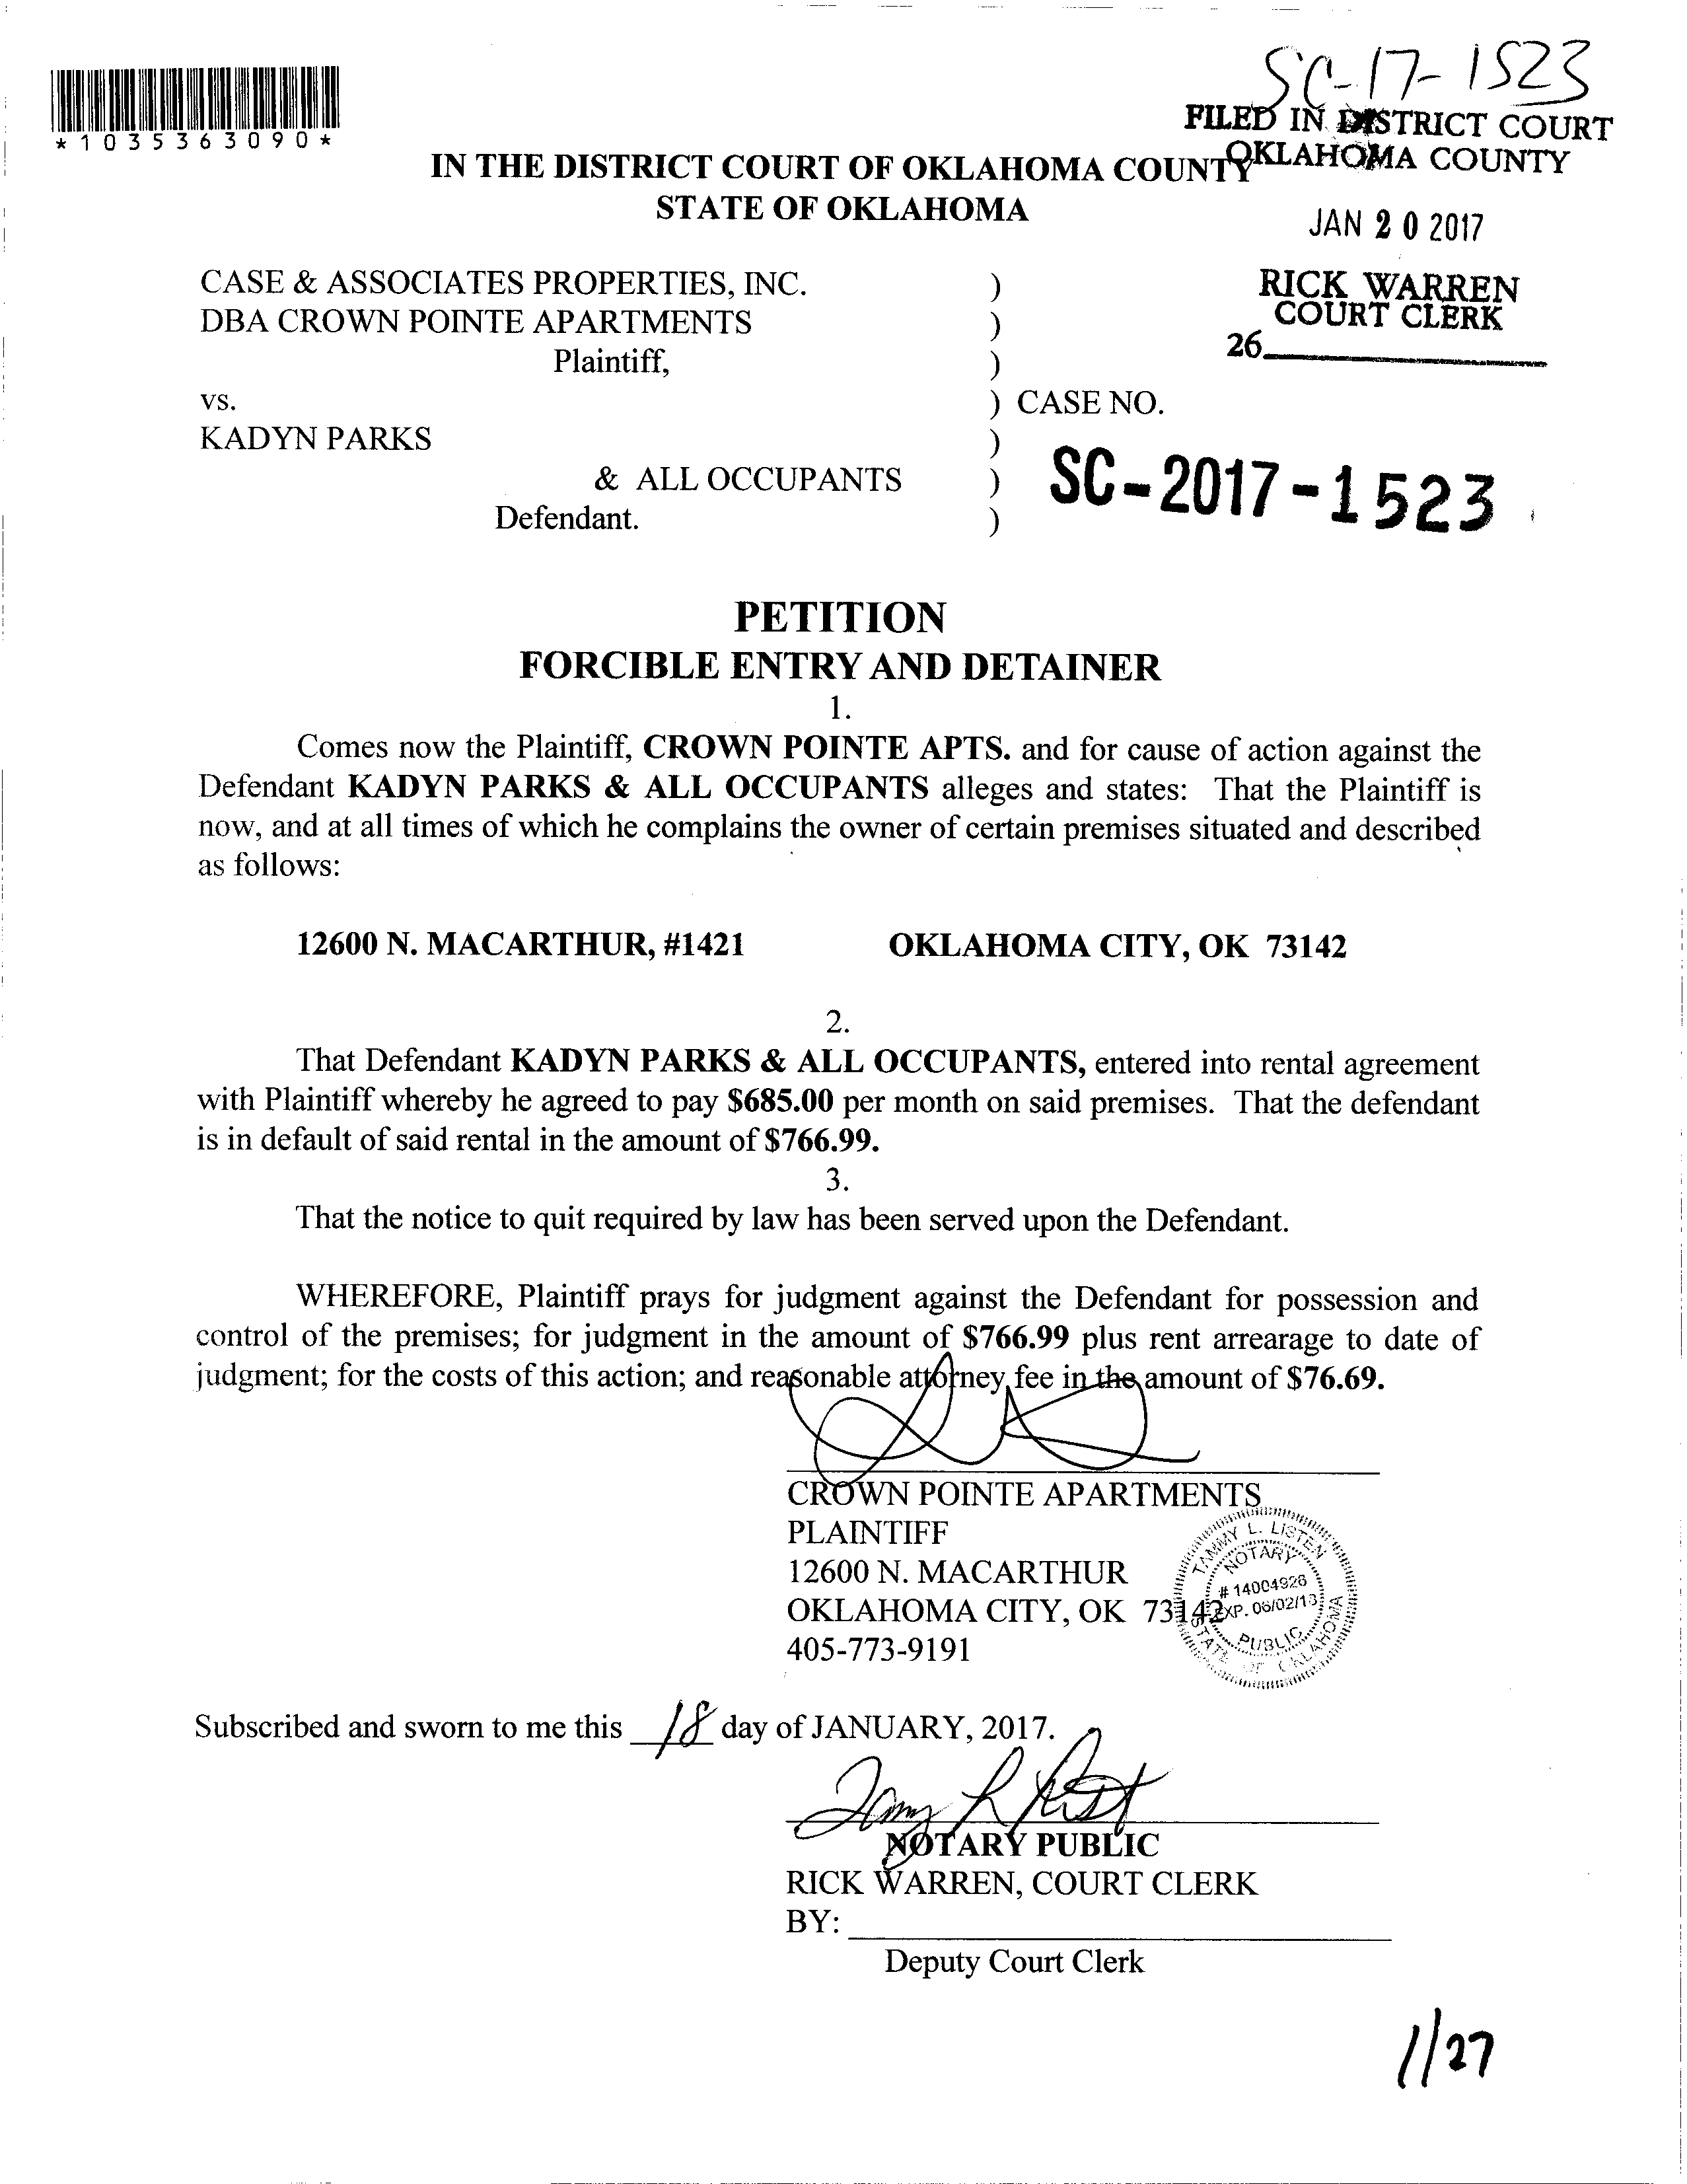 SC-17-1523
FILED IN DISTRICT COURT
OKLAHOMA COUNTY
*1035363090*
IN THE DISTRICT COURT OF OKLAHOMA COUNTY
STATE OF OKLAHOMA
JAN 20 2017
RICK WARREN
COURT CLERK
26
CASE & ASSOCIATES PROPERTIES, INC. )
DBA CROWN POINTE APARTMENTS )
Plaintiff, )
vs. ) CASE NO.
KADYN PARKS )
& ALL OCCUPANTS ) SC-2017-1523
Defendant. )
PETITION
FORCIBLE ENTRY AND DETAINER
1.
Comes now the Plaintiff, CROWN POINTE APTS. and for cause of action against the
Defendant KADYN PARKS & ALL OCCUPANTS alleges and states: That the Plaintiff is
now, and at all times of which he complains the owner of certain premises situated and described
as follows:
12600 N. MACARTHUR, #1421 OKLAHOMA CITY, OK 73142
2.
That Defendant KADYN PARKS & ALL OCCUPANTS, entered into rental agreement
with Plaintiff whereby he agreed to pay $685.00 per month on said premises. That the defendant
is in default of said rental in the amount of $766.99.
3.
That the notice to quit required by law has been served upon the Defendant.
WHEREFORE, Plaintiff prays for judgment against the Defendant for possession and
control of the premises; for judgment in the amount of $766.99 plus rent arrearage to date of
judgment; for the costs of this action; and reasonable attorney fee in the amount of $76.69.
CROWN POINTE APARTMENTS
PLAINTIFF
12600 N. MACARTHUR
OKLAHOMA CITY, OK 73142
405-773-9191
TAMMY L. LISTEN
NOTARY
# 14004926
EXP. 06/02/18
PUBLIC
STATE OF OKLAHOMA
Subscribed and sworn to me this 18 day of JANUARY, 2017.
NOTARY PUBLIC
RICK WARREN, COURT CLERK
BY:
Deputy Court Clerk
1/27